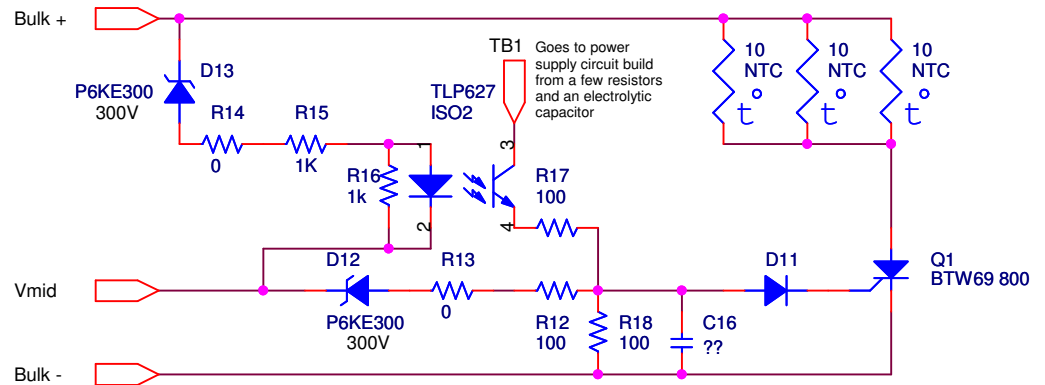 Bulk +
D13
P6KE300
300V
R14
0
R15
1K
R16
1k
1
2
TB1
Goes to power
supply circuit build
from a few resistors
and an electrolytic
capacitor
TLP627
ISO2
3
4
R17
100
10
NTC
t°
10
NTC
t°
10
NTC
t°
Vmid
D12
P6KE300
300V
R13
0
R12
100
R18
100
C16
??
D11
Q1
BTW69 800
Bulk -